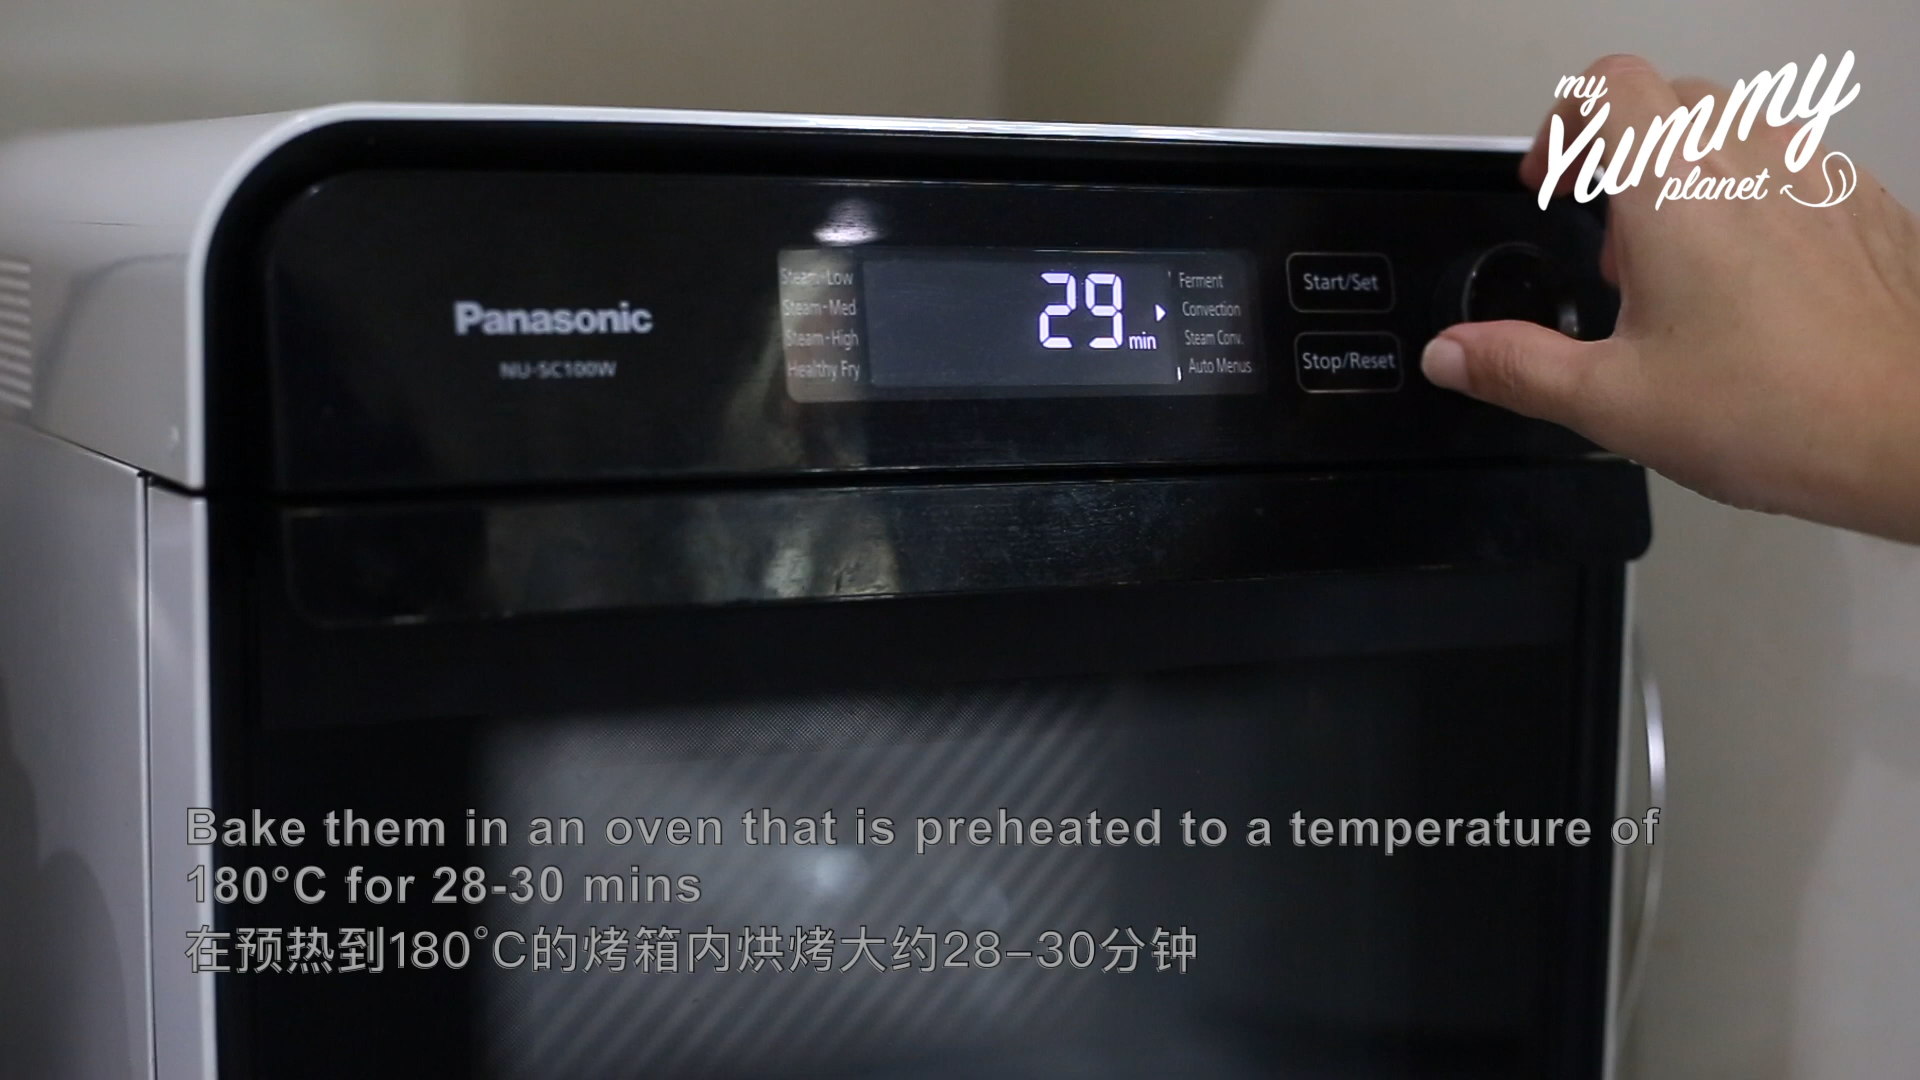 my
Yummy
planet
Panasonic
NU-SC100W
Steam-Low
Steam-Med
Steam-High
Healthy Fry
29 min
Ferment
Convection
Steam Conv.
Auto Menus
Start/Set
Stop/Reset
Bake them in an oven that is preheated to a temperature of
180°C for 28-30 mins
在预热到180°C的烤箱内烘烤大约28-30分钟